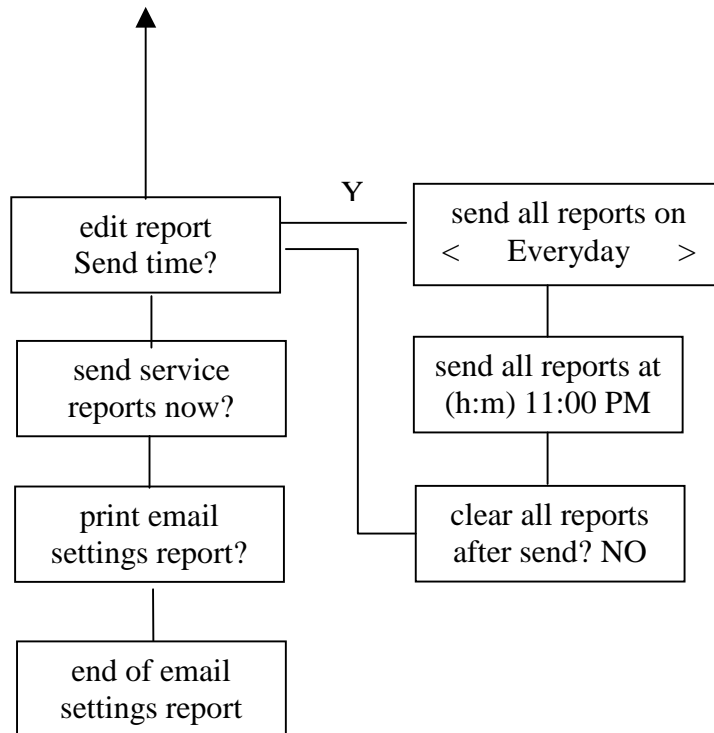 Y
edit report
Send time?
send all reports on
< Everyday >
send service
reports now?
send all reports at
(h:m) 11:00 PM
print email
settings report?
clear all reports
after send? NO
end of email
settings report